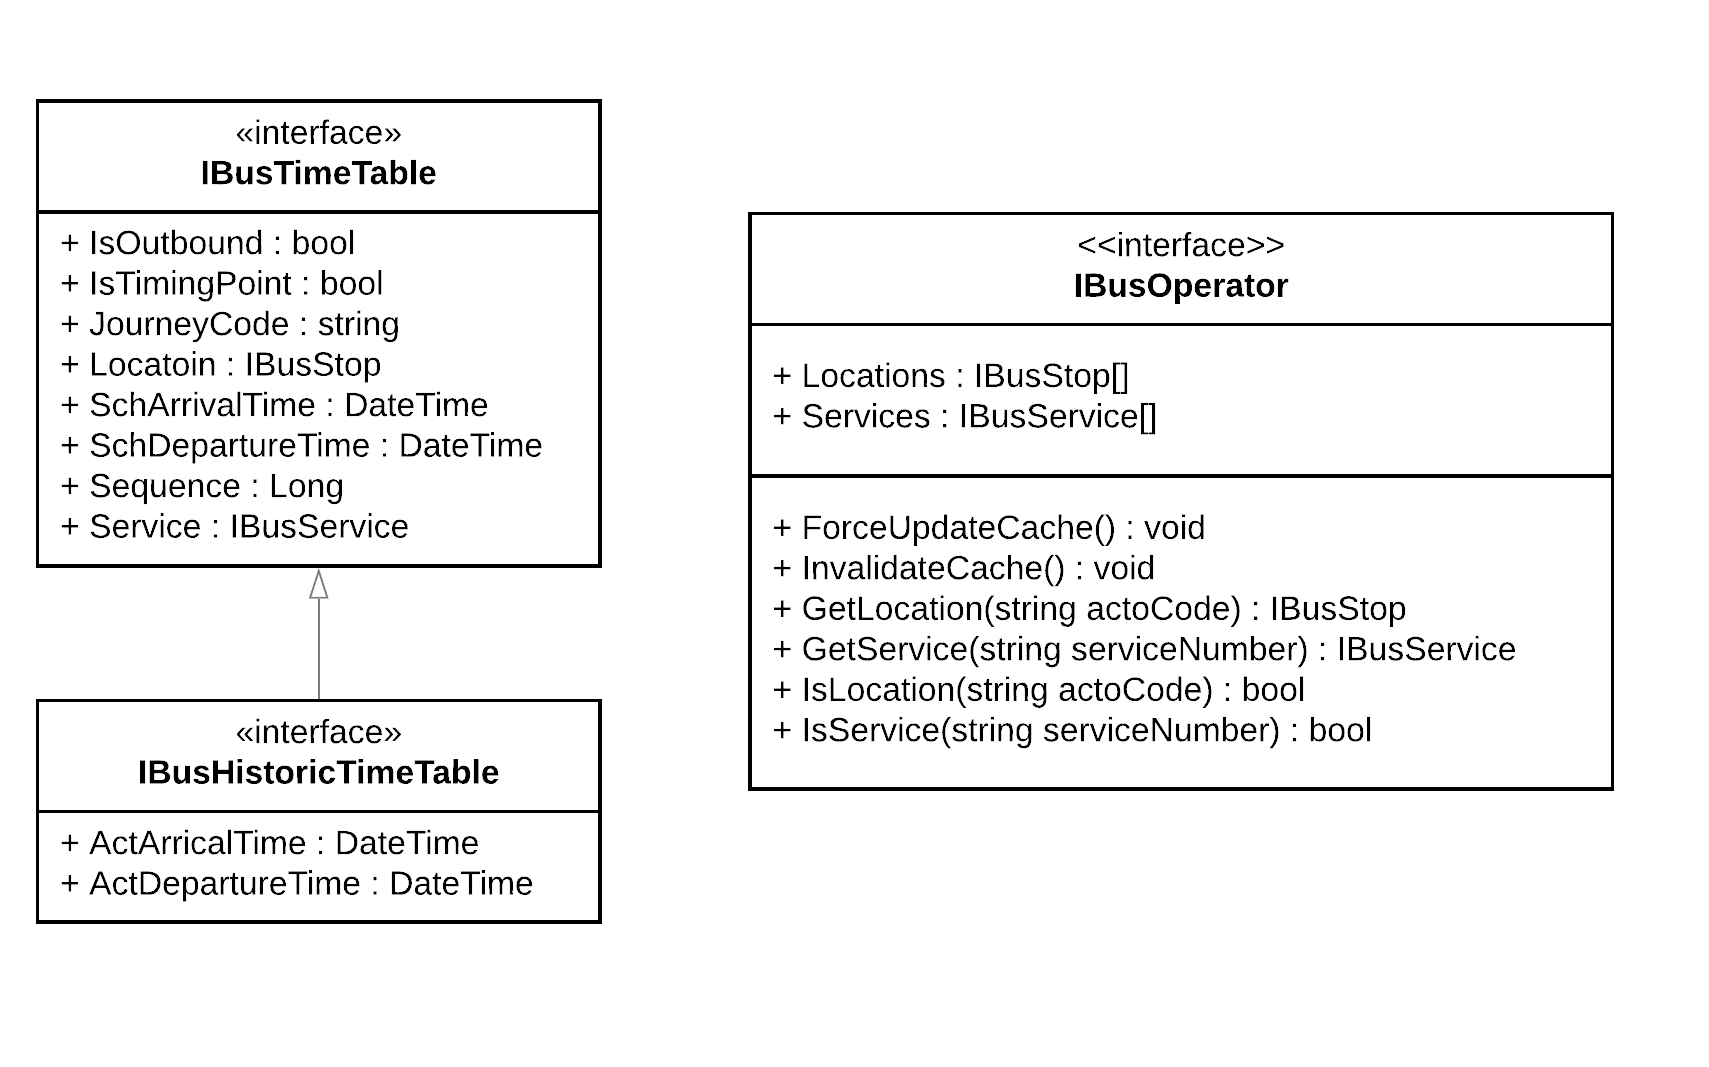 «interface»
IBusTimeTable
+ IsOutbound : bool
+ IsTimingPoint : bool
+ JourneyCode : string
+ Locatoin : IBusStop
+ SchArrivalTime : DateTime
+ SchDepartureTime : DateTime
+ Sequence : Long
+ Service : IBusService
«interface»
IBusHistoricTimeTable
+ ActArricalTime : DateTime
+ ActDepartureTime : DateTime
<<interface>>
IBusOperator
+ Locations : IBusStop[]
+ Services : IBusService[]
+ ForceUpdateCache() : void
+ InvalidateCache() : void
+ GetLocation(string actoCode) : IBusStop
+ GetService(string serviceNumber) : IBusService
+ IsLocation(string actoCode) : bool
+ IsService(string serviceNumber) : bool